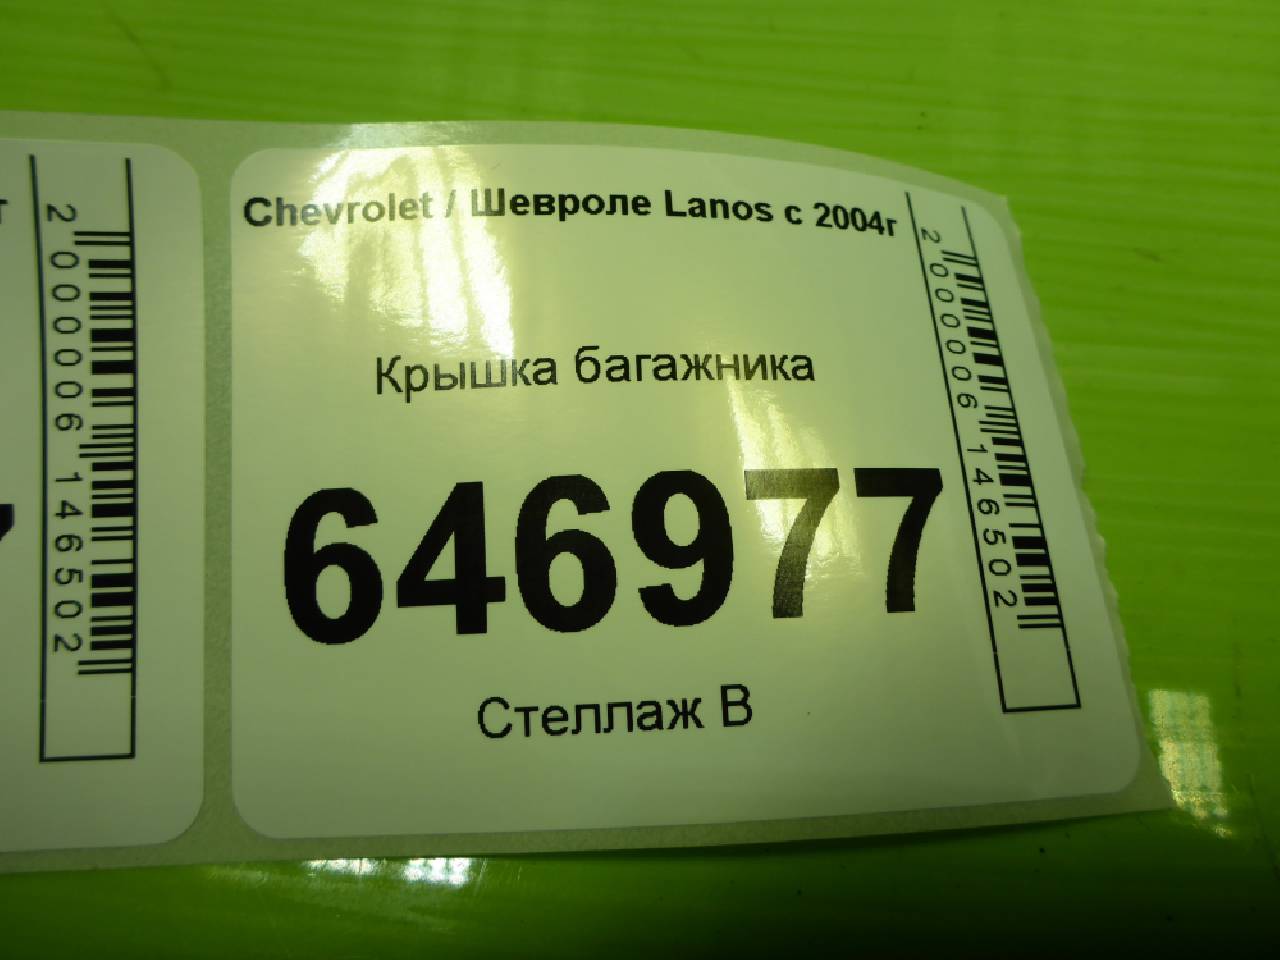 2000006146502
Chevrolet / Шевроле Lanos с 2004г
Крышка багажника
646977
Стеллаж В
2000006146502